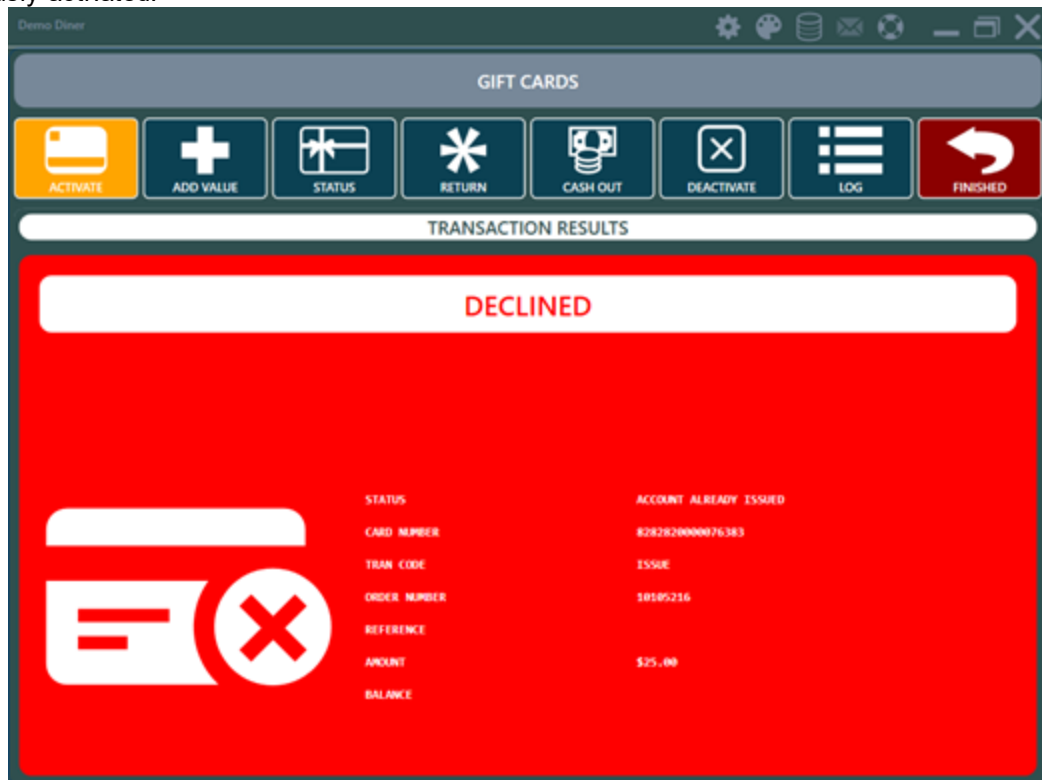 Demo Diner
GIFT CARDS
ACTIVATE ADD VALUE STATUS RETURN CASH OUT DEACTIVATE LOG FINISHED
TRANSACTION RESULTS
DECLINED
STATUS ACCOUNT ALREADY ISSUED
CARD NUMBER 8282820000076383
TRAN CODE ISSUE
ORDER NUMBER 10105216
REFERENCE
AMOUNT $25.00
BALANCE